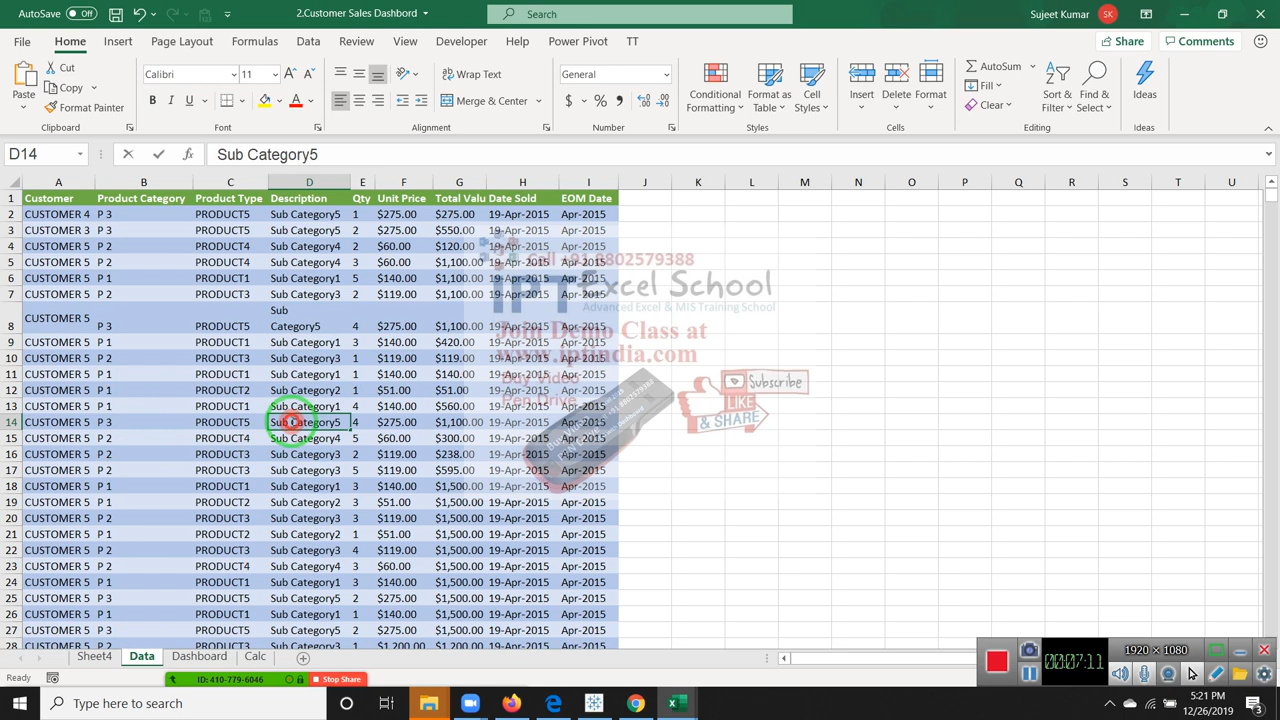 AutoSave Off 2.Customer Sales Dashbord Search Sujeet Kumar SK
File Home Insert Page Layout Formulas Data Review View Developer Help Power Pivot TT Share Comments
Paste Cut Copy Format Painter Clipboard
Calibri 11 B I U A Font
Wrap Text Merge & Center Alignment
General $ % Number
Conditional Formatting Format as Table Cell Styles Styles
Insert Delete Format Cells
AutoSum Fill Clear Sort & Filter Find & Select Editing
Ideas Ideas
D14 fx Sub Category5
A B C D E F G H I J K L M N O P Q R S T U
1 Customer Product Category Product Type Description Qty Unit Price Total Valu Date Sold EOM Date
2 CUSTOMER 4 P 3 PRODUCT5 Sub Category5 1 $275.00 $275.00 19-Apr-2015 Apr-2015
3 CUSTOMER 3 P 3 PRODUCT5 Sub Category5 2 $275.00 $550.00 19-Apr-2015 Apr-2015
4 CUSTOMER 5 P 2 PRODUCT4 Sub Category4 2 $60.00 $120.00 19-Apr-2015 Apr-2015
5 CUSTOMER 5 P 2 PRODUCT4 Sub Category4 3 $60.00 $1,100.00 19-Apr-2015 Apr-2015
6 CUSTOMER 5 P 1 PRODUCT1 Sub Category1 5 $140.00 $1,100.00 19-Apr-2015 Apr-2015
7 CUSTOMER 5 P 2 PRODUCT3 Sub Category3 2 $119.00 $1,100.00 19-Apr-2015 Apr-2015
8 CUSTOMER 5 P 3 PRODUCT5 Sub Category5 4 $275.00 $1,100.00 19-Apr-2015 Apr-2015
9 CUSTOMER 5 P 1 PRODUCT1 Sub Category1 3 $140.00 $420.00 19-Apr-2015 Apr-2015
10 CUSTOMER 5 P 2 PRODUCT3 Sub Category3 1 $119.00 $119.00 19-Apr-2015 Apr-2015
11 CUSTOMER 5 P 1 PRODUCT1 Sub Category1 1 $140.00 $140.00 19-Apr-2015 Apr-2015
12 CUSTOMER 5 P 1 PRODUCT2 Sub Category2 1 $51.00 $51.00 19-Apr-2015 Apr-2015
13 CUSTOMER 5 P 1 PRODUCT1 Sub Category1 4 $140.00 $560.00 19-Apr-2015 Apr-2015
14 CUSTOMER 5 P 3 PRODUCT5 Sub Category5 4 $275.00 $1,100.00 19-Apr-2015 Apr-2015
15 CUSTOMER 5 P 2 PRODUCT4 Sub Category4 5 $60.00 $300.00 19-Apr-2015 Apr-2015
16 CUSTOMER 5 P 2 PRODUCT3 Sub Category3 2 $119.00 $238.00 19-Apr-2015 Apr-2015
17 CUSTOMER 5 P 2 PRODUCT3 Sub Category3 5 $119.00 $595.00 19-Apr-2015 Apr-2015
18 CUSTOMER 5 P 1 PRODUCT1 Sub Category1 3 $140.00 $1,500.00 19-Apr-2015 Apr-2015
19 CUSTOMER 5 P 1 PRODUCT2 Sub Category2 3 $51.00 $1,500.00 19-Apr-2015 Apr-2015
20 CUSTOMER 5 P 2 PRODUCT3 Sub Category3 3 $119.00 $1,500.00 19-Apr-2015 Apr-2015
21 CUSTOMER 5 P 1 PRODUCT2 Sub Category2 1 $51.00 $1,500.00 19-Apr-2015 Apr-2015
22 CUSTOMER 5 P 2 PRODUCT3 Sub Category3 4 $119.00 $1,500.00 19-Apr-2015 Apr-2015
23 CUSTOMER 5 P 2 PRODUCT4 Sub Category4 3 $60.00 $1,500.00 19-Apr-2015 Apr-2015
24 CUSTOMER 5 P 1 PRODUCT1 Sub Category1 3 $140.00 $1,500.00 19-Apr-2015 Apr-2015
25 CUSTOMER 5 P 3 PRODUCT5 Sub Category5 2 $275.00 $1,500.00 19-Apr-2015 Apr-2015
26 CUSTOMER 5 P 1 PRODUCT1 Sub Category1 1 $140.00 $1,500.00 19-Apr-2015 Apr-2015
27 CUSTOMER 5 P 3 PRODUCT5 Sub Category5 2 $275.00 $1,500.00 19-Apr-2015 Apr-2015
28 CUSTOMER 5 P 2 PRODUCT3 Sub Category3 3 $1,200.00 $1,500.00 19-Apr-2015 Apr-2015
Call +91 9802579388
IPT Excel School
Advanced Excel & MIS Training School
Join Demo Class at
www.iptindia.com
Buy Video
Pen Drive
Subscribe
LIKE
& SHARE
Sheet4 Data Dashboard Calc
Ready
ID: 410-779-6046 Stop Share
00:07:11 1920 × 1080
Type here to search
5:21 PM
12/26/2019
3